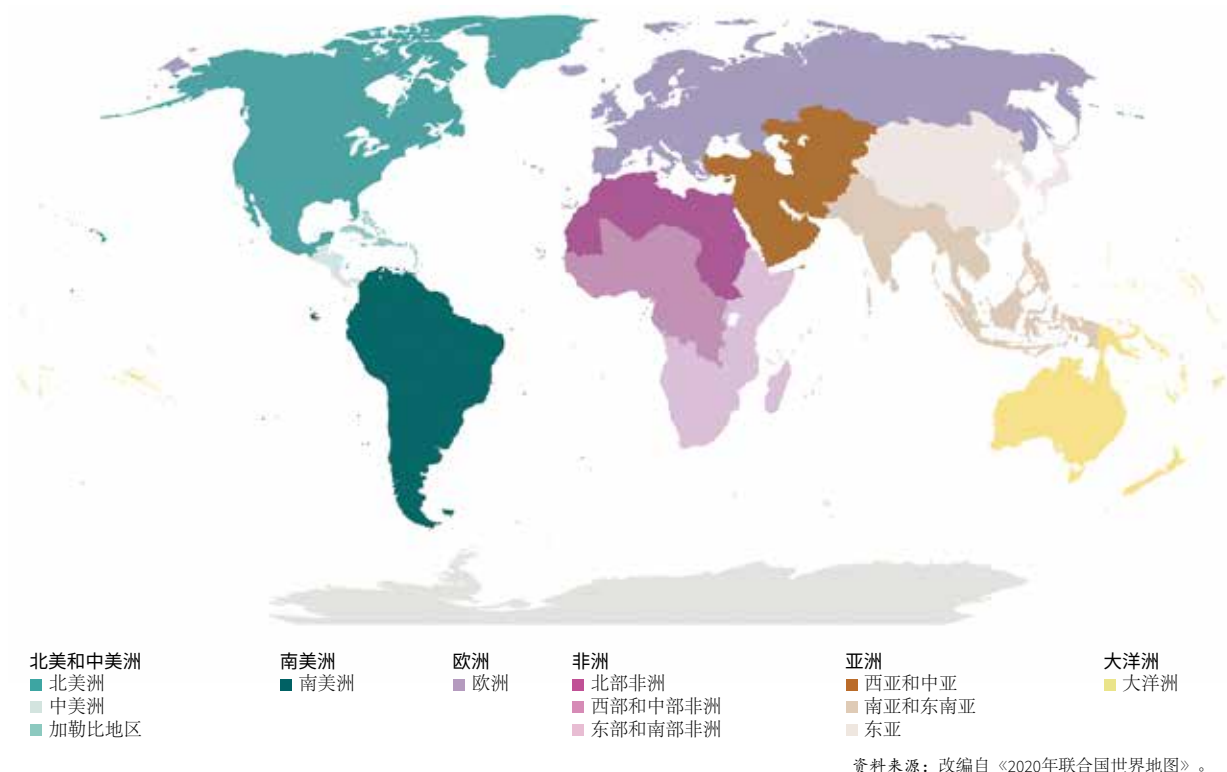 北美和中美洲
北美洲
中美洲
加勒比地区
南美洲
南美洲
欧洲
欧洲
非洲
北部非洲
西部和中部非洲
东部和南部非洲
亚洲
西亚和中亚
南亚和东南亚
东亚
大洋洲
大洋洲
资料来源：改编自《2020年联合国世界地图》。